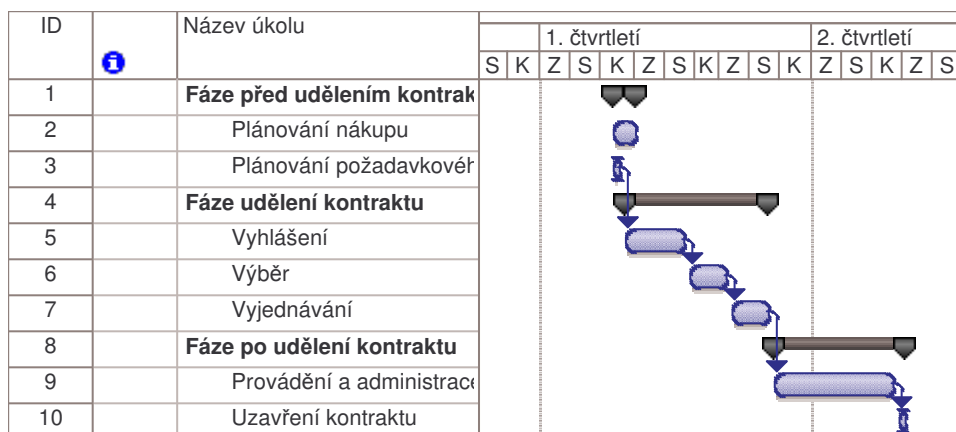 ID Název úkolu
1. čtvrtletí 2. čtvrtletí
S K Z S K Z S K Z S K Z S K Z S
1 Fáze před udělením kontrak
2 Plánování nákupu
3 Plánování požadavkovéh
4 Fáze udělení kontraktu
5 Vyhlášení
6 Výběr
7 Vyjednávání
8 Fáze po udělení kontraktu
9 Provádění a administrace
10 Uzavření kontraktu